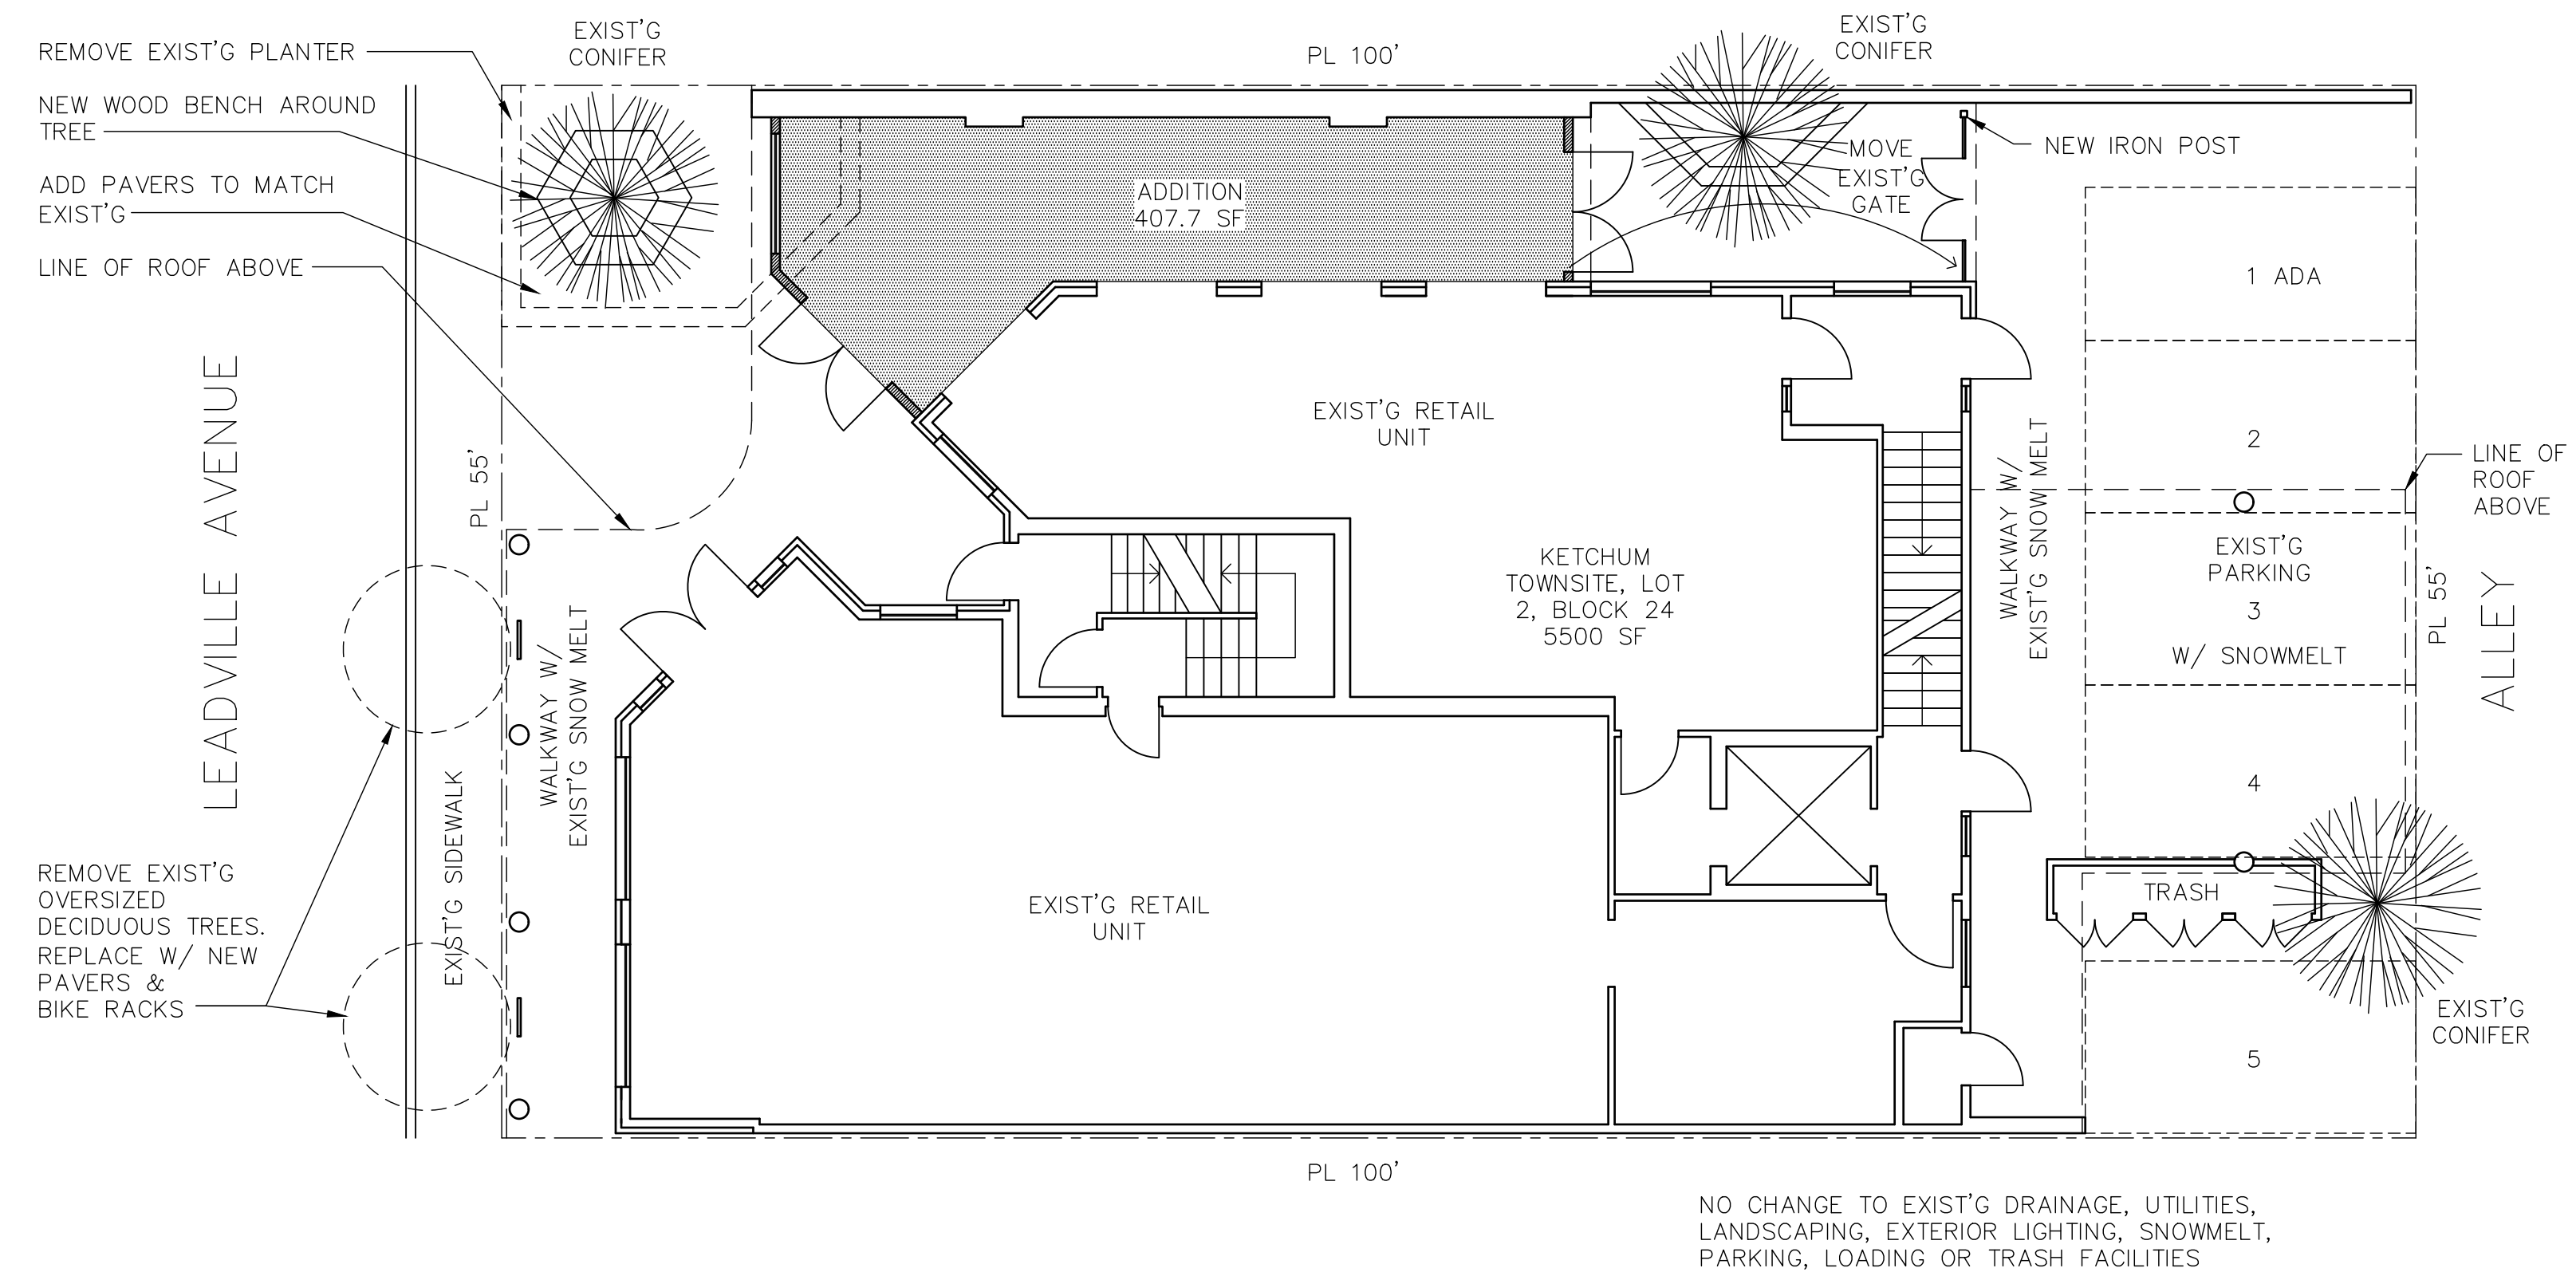 REMOVE EXIST'G PLANTER
NEW WOOD BENCH AROUND
TREE
ADD PAVERS TO MATCH
EXIST'G
LINE OF ROOF ABOVE
EXIST'G
CONIFER
PL 100'
EXIST'G
CONIFER
MOVE
EXIST'G
GATE
NEW IRON POST
ADDITION
407.7 SF
1 ADA
LEADVILLE AVENUE
PL 55'
EXIST'G RETAIL
UNIT
2
LINE OF
ROOF
ABOVE
WALKWAY W/
EXIST'G SNOW MELT
KETCHUM
TOWNSITE, LOT
2, BLOCK 24
5500 SF
EXIST'G
PARKING
3
W/ SNOWMELT
PL 55'
ALLEY
WALKWAY W/
EXIST'G SNOW MELT
EXIST'G SIDEWALK
4
REMOVE EXIST'G
OVERSIZED
DECIDUOUS TREES.
REPLACE W/ NEW
PAVERS &
BIKE RACKS
EXIST'G RETAIL
UNIT
TRASH
EXIST'G
CONIFER
5
PL 100'
NO CHANGE TO EXIST'G DRAINAGE, UTILITIES,
LANDSCAPING, EXTERIOR LIGHTING, SNOWMELT,
PARKING, LOADING OR TRASH FACILITIES